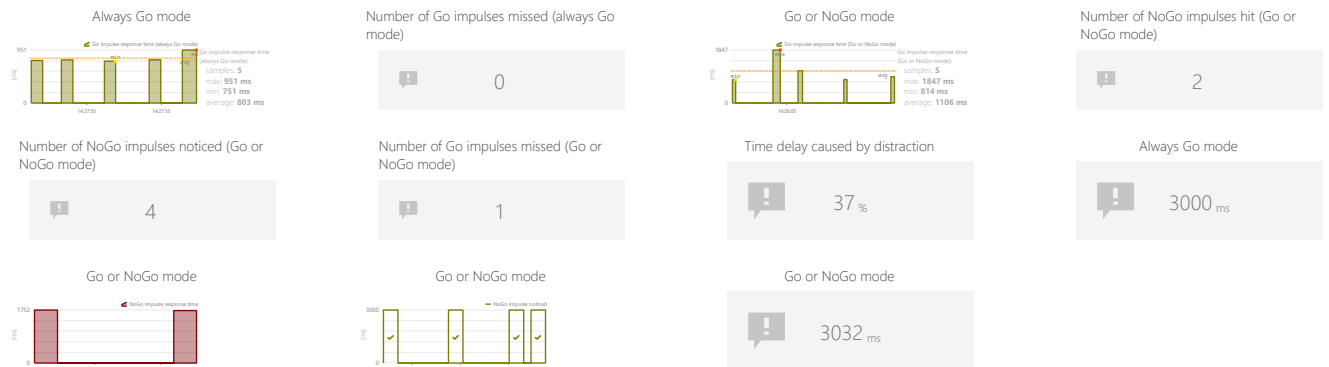 Always Go mode
951
Go impulse response time (always Go mode)
min
max
avg
[ms]
0
14:27:50
14:27:55
Go impulse response time
(always Go mode):
samples: 5
max: 951 ms
min: 751 ms
average: 803 ms
Number of Go impulses missed (always Go
mode)
0
Go or NoGo mode
1847
Go impulse response time (Go or NoGo mode)
max
min
avg
[ms]
0
14:28:00
Go impulse response time
(Go or NoGo mode):
samples: 5
max: 1847 ms
min: 814 ms
average: 1106 ms
Number of NoGo impulses hit (Go or
NoGo mode)
2
Number of NoGo impulses noticed (Go or
NoGo mode)
4
Number of Go impulses missed (Go or
NoGo mode)
1
Time delay caused by distraction
37 %
Always Go mode
3000 ms
Go or NoGo mode
1752
NoGo impulse response time
[ms]
0
Go or NoGo mode
3000
NoGo impulse noticed
[ms]
0
Go or NoGo mode
3032 ms